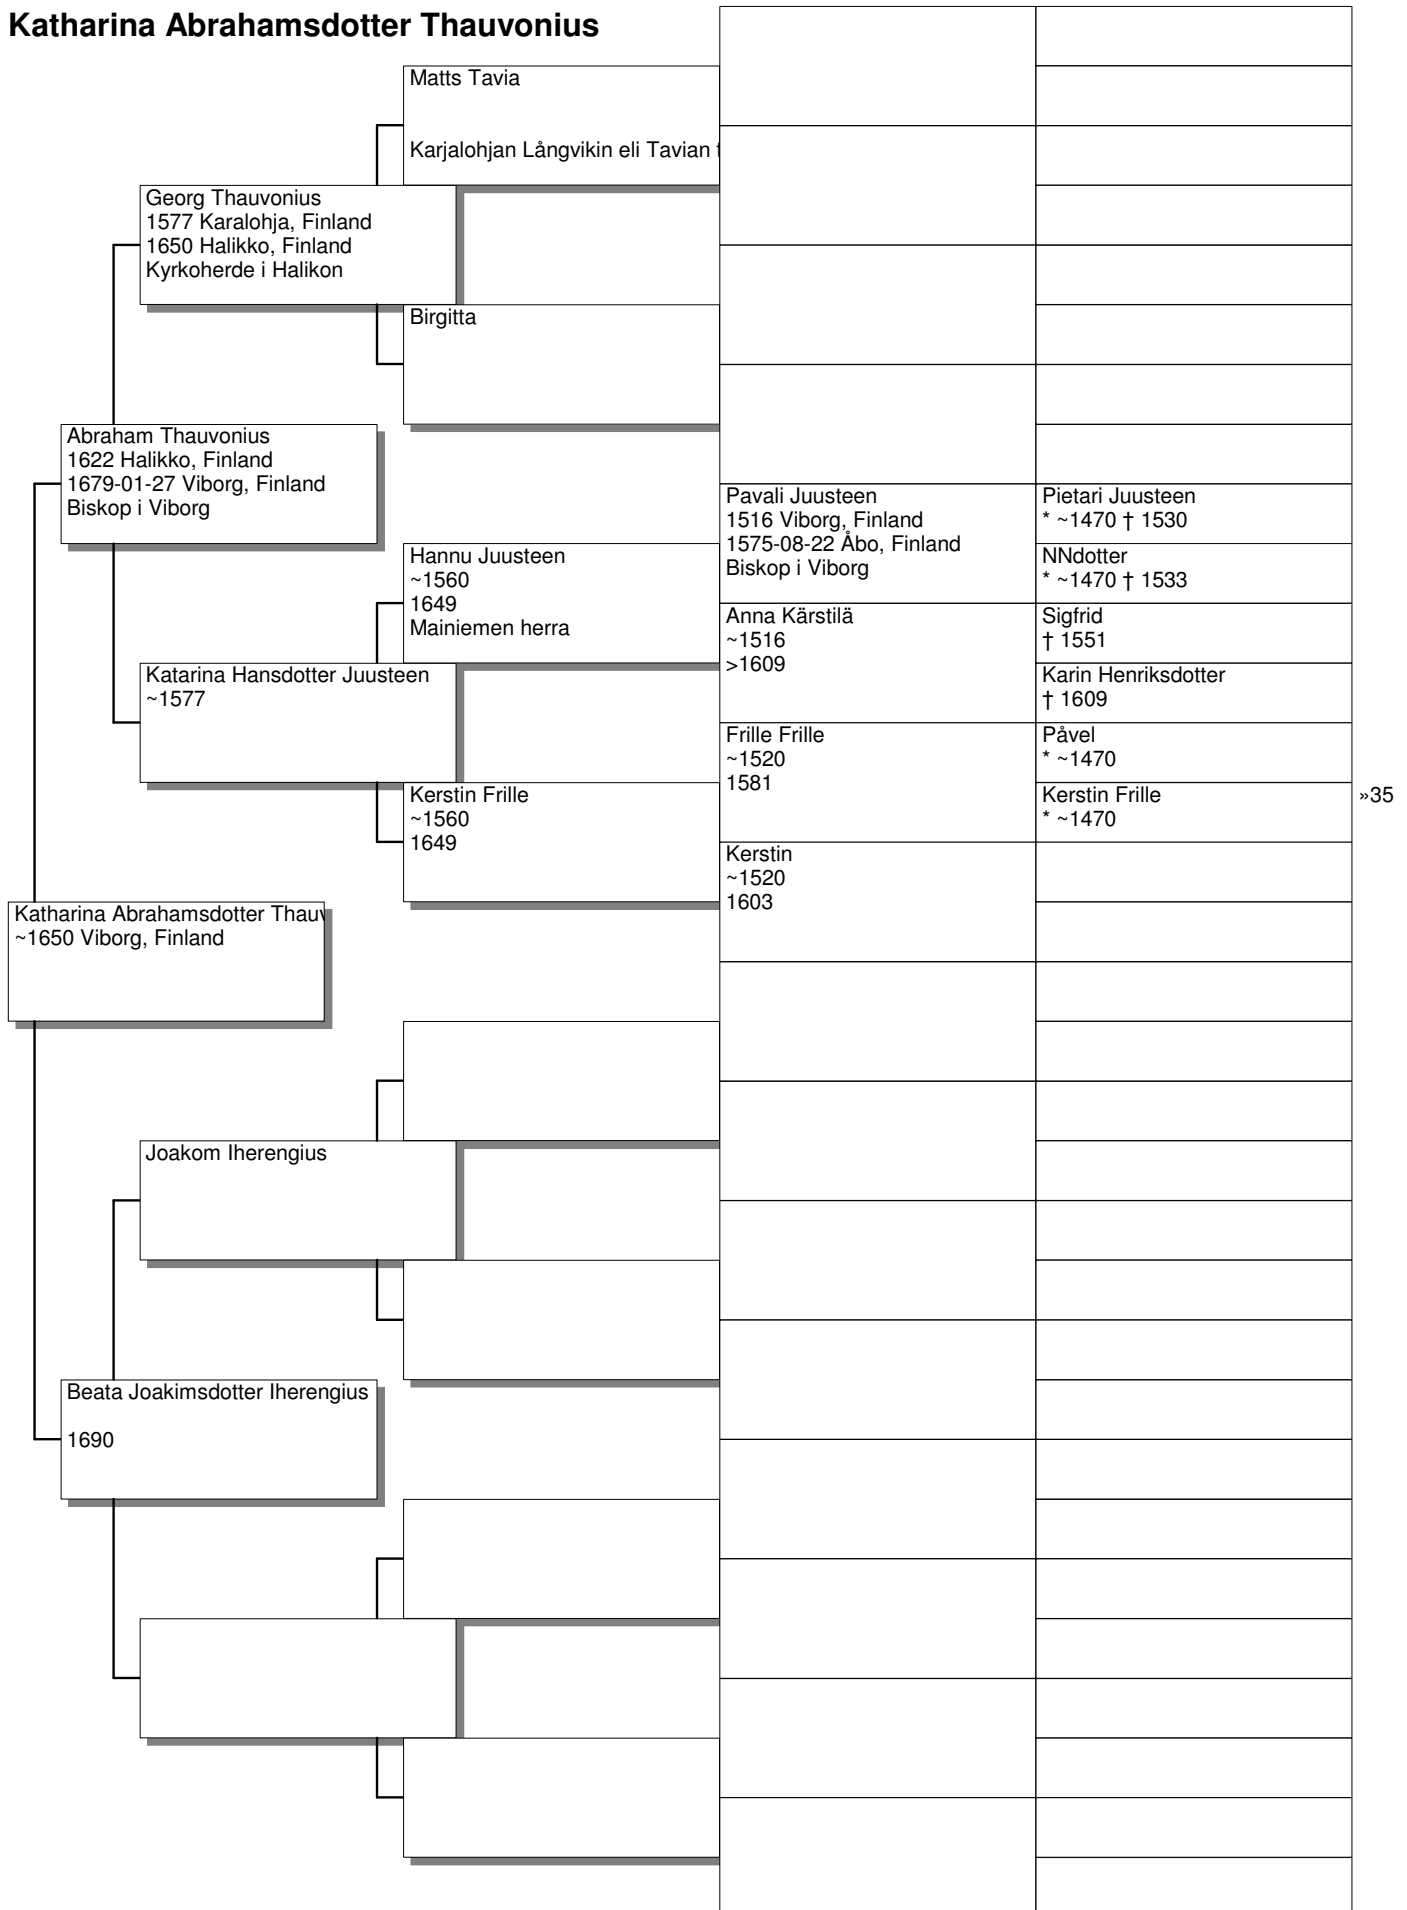 Katharina Abrahamsdotter Thauvonius
Matts Tavia
Karjalohjan Långvikin eli Tavian
Georg Thauvonius
1577 Karalohja, Finland
1650 Halikko, Finland
Kyrkoherde i Halikon
Birgitta
Abraham Thauvonius
1622 Halikko, Finland
1679-01-27 Viborg, Finland
Biskop i Viborg
Pavali Juusteen
1516 Viborg, Finland
1575-08-22 Åbo, Finland
Biskop i Viborg
Pietari Juusteen
* ~1470 † 1530
NNdotter
* ~1470 † 1533
Hannu Juusteen
~1560
1649
Mainiemen herra
Anna Kärstilä
~1516
>1609
Sigfrid
† 1551
Karin Henriksdotter
† 1609
Katarina Hansdotter Juusteen
~1577
Frille Frille
~1520
1581
Påvel
* ~1470
Kerstin Frille
* ~1470
»35
Kerstin Frille
~1560
1649
Kerstin
~1520
1603
Katharina Abrahamsdotter Thauv
~1650 Viborg, Finland
Joakom Iherengius
Beata Joakimsdotter Iherengius
1690